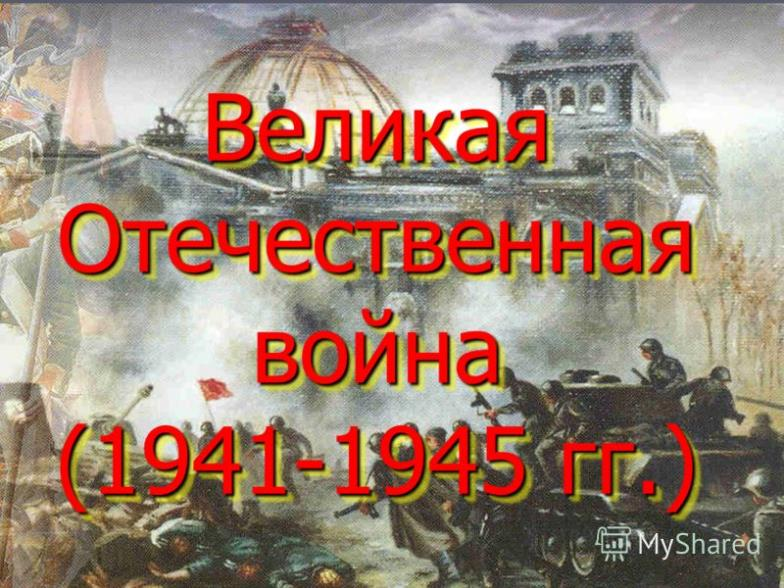 Великая
Отечественная
война
(1941-1945 гг.)
MyShared